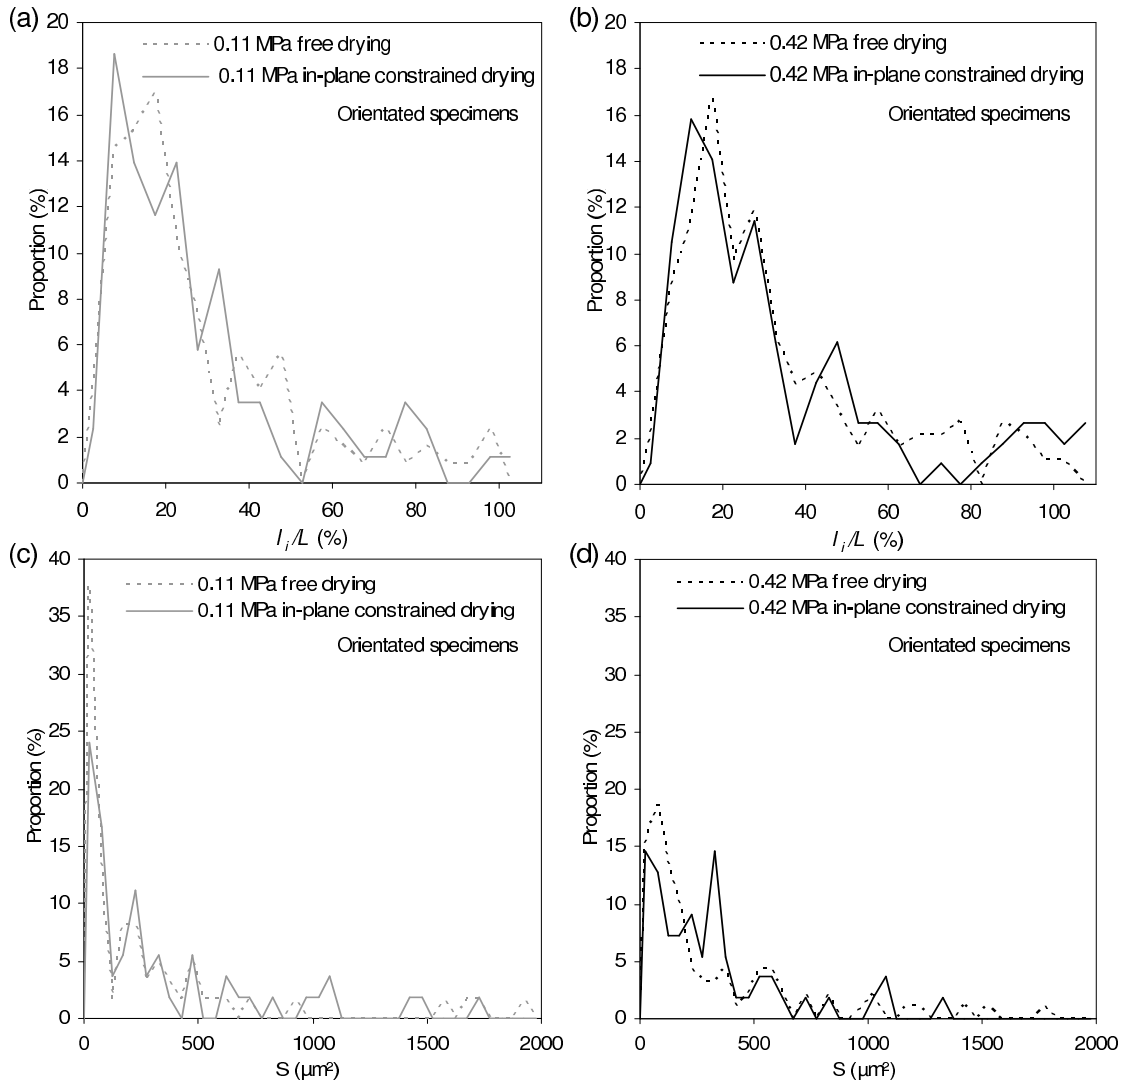 (a)
20
18
16
14
12
10
8
6
4
2
0
Proportion (%)
0.11 MPa free drying
0.11 MPa in-plane constrained drying
Orientated specimens
0 20 40 60 80 100
l i /L (%)
(b)
20
18
16
14
12
10
8
6
4
2
0
Proportion (%)
0.42 MPa free drying
0.42 MPa in-plane constrained drying
Orientated specimens
0 20 40 60 80 100
l i /L (%)
(c)
40
35
30
25
20
15
10
5
0
Proportion (%)
0.11 MPa free drying
0.11 MPa in-plane constrained drying
Orientated specimens
0 500 1000 1500 2000
S (µm²)
(d)
40
35
30
25
20
15
10
5
0
Proportion (%)
0.42 MPa free drying
0.42 MPa in-plane constrained drying
Orientated specimens
0 500 1000 1500 2000
S (µm²)